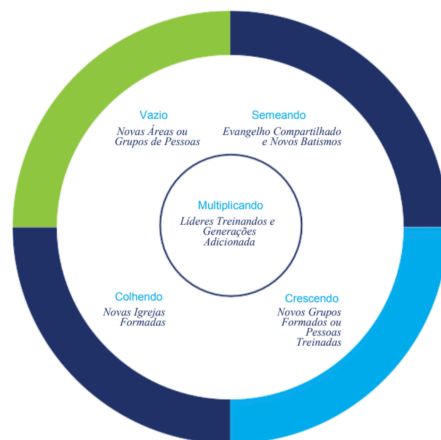 Vazio
Novas Áreas ou
Grupos de Pessoas
Semeando
Evangelho Compartilhado
e Novos Batismos
Multiplicando
Líderes Treinandos e
Generações
Adicionada
Colhendo
Novas Igrejas
Formadas
Crescendo
Novos Grupos
Formados ou
Pessoas
Treinadas